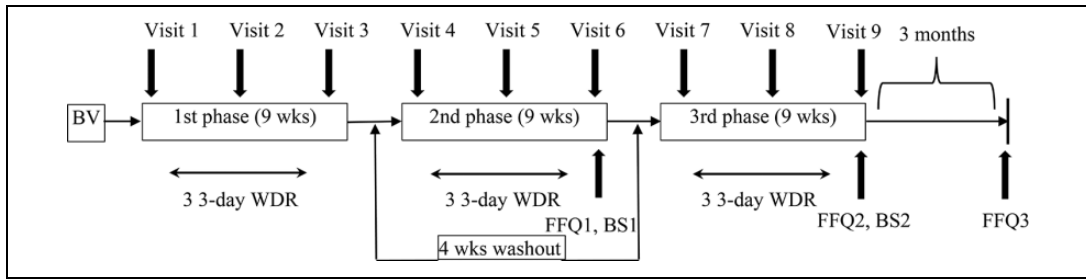 Visit 1 Visit 2 Visit 3 Visit 4 Visit 5 Visit 6 Visit 7 Visit 8 Visit 9 3 months
BV 1st phase (9 wks) 2nd phase (9 wks) 3rd phase (9 wks)
3 3-day WDR 3 3-day WDR 3 3-day WDR
FFQ1, BS1 FFQ2, BS2 FFQ3
4 wks washout